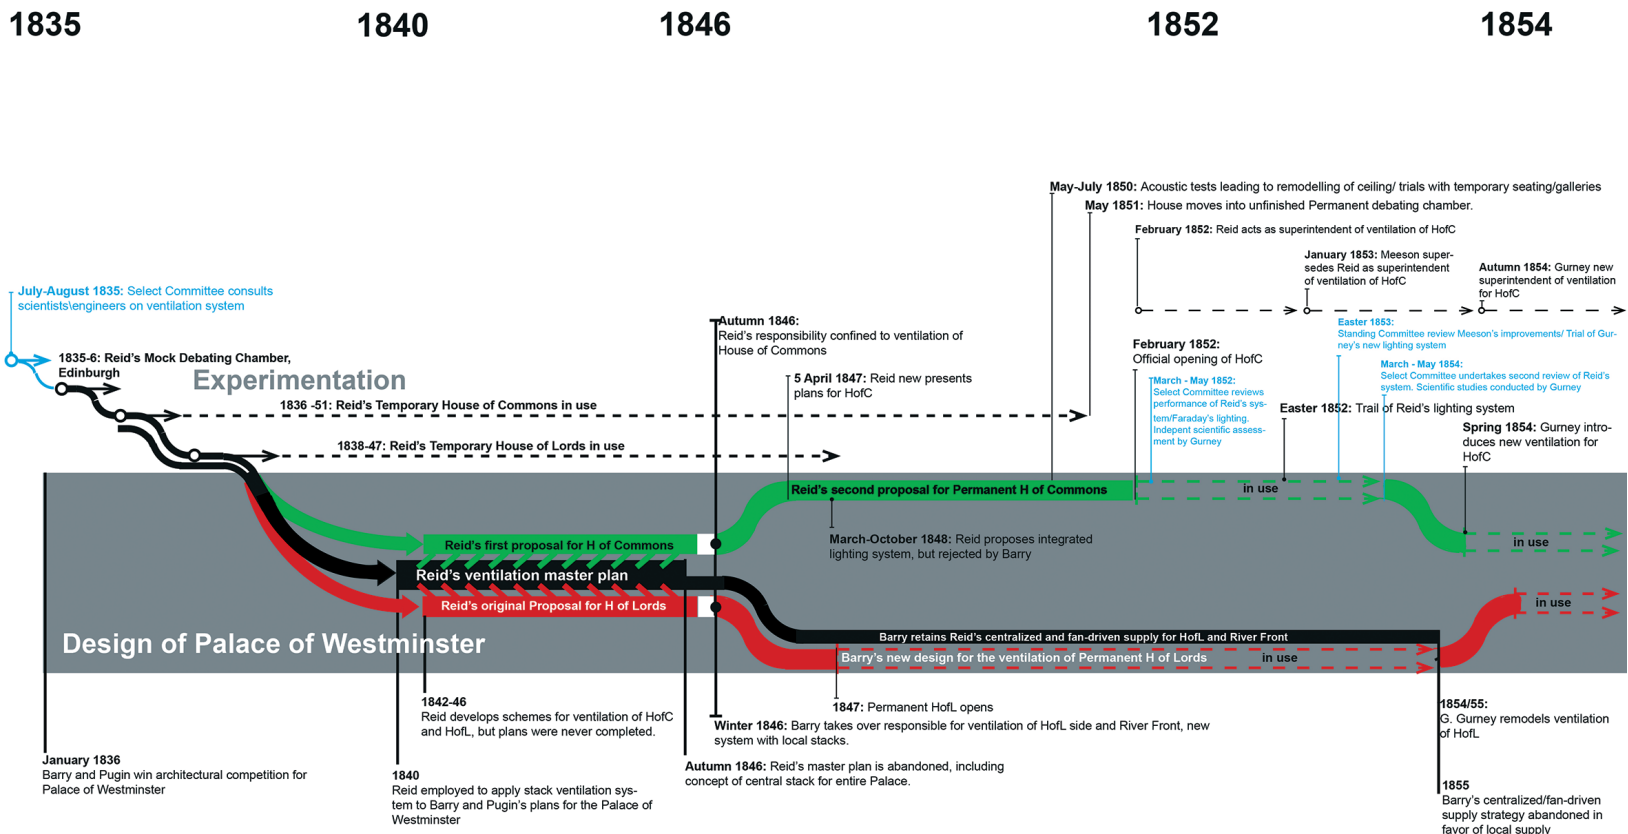 1835
1840
1846
1852
1854
May-July 1850: Acoustic tests leading to remodelling of ceiling/ trials with temporary seating/galleries
May 1851: House moves into unfinished Permanent debating chamber.
February 1852: Reid acts as superintendent of ventilation of HofC
January 1853: Meeson super-
sedes Reid as superintendent
of ventilation of HofC
Autumn 1854: Gurney new
superintendent of ventilation
for HofC
July-August 1835: Select Committee consults
scientists\engineers on ventilation system
1835-6: Reid's Mock Debating Chamber,
Edinburgh
Experimentation
1836 -51: Reid's Temporary House of Commons in use
1838-47: Reid's Temporary House of Lords in use
Autumn 1846:
Reid's responsibility confined to ventilation of
House of Commons
5 April 1847: Reid new presents
plans for HofC
February 1852:
Official opening of HofC
March - May 1852:
Select Committee reviews
performance of Reid's sys-
tem/Faraday's lighting.
Indepent scientific assess-
ment by Gurney
Easter 1853:
Standing Committee review Meeson's improvements/ Trial of Gur-
ney's new lighting system
March - May 1854:
Select Committee undertakes second review of Reid's
system. Scientific studies conducted by Gurney
Easter 1852: Trail of Reid's lighting system
Spring 1854: Gurney intro-
duces new ventilation for
HofC
Reid's second proposal for Permanent H of Commons
in use
March-October 1848: Reid proposes integrated
lighting system, but rejected by Barry
Reid's first proposal for H of Commons
in use
Reid's ventilation master plan
Reid's original Proposal for H of Lords
in use
Design of Palace of Westminster
Barry retains Reid's centralized and fan-driven supply for HofL and River Front
Barry's new design for the ventilation of Permanent H of Lords
in use
1842-46
Reid develops schemes for ventilation of HofC
and HofL, but plans were never completed.
1847: Permanent HofL opens
Winter 1846: Barry takes over responsible for ventilation of HofL side and River Front, new
system with local stacks.
1854/55:
G. Gurney remodels ventilation
of HofL
January 1836
Barry and Pugin win architectural competition for
Palace of Westminster
1840
Reid employed to apply stack ventilation sys-
tem to Barry and Pugin's plans for the Palace of
Westminster
Autumn 1846: Reid's master plan is abandoned, including
concept of central stack for entire Palace.
1855
Barry's centralized/fan-driven
supply strategy abandoned in
favor of local supply